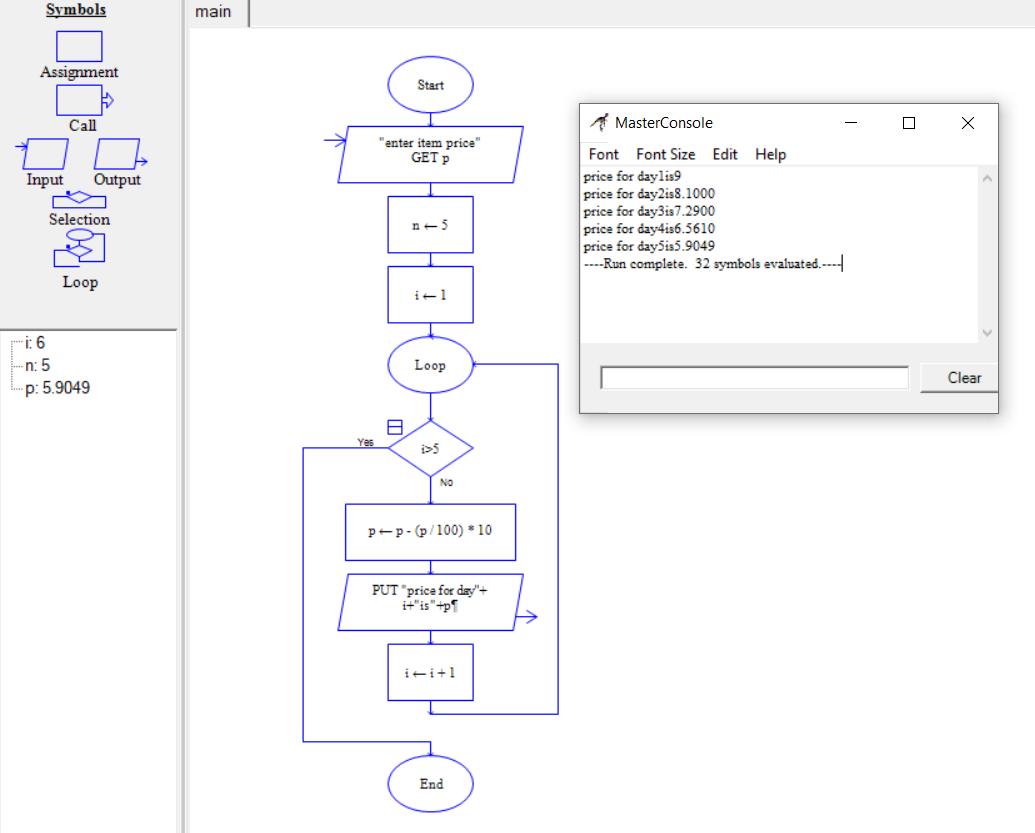 Symbols
Assignment
Call
Input Output
Selection
Loop
i: 6
n: 5
p: 5.9049
main
Start
"enter item price"
GET p
n ← 5
i ← 1
Loop
i>5
Yes
No
p ← p - (p / 100) * 10
PUT "price for day"+
i+"is"+p¶
i ← i + 1
End
MasterConsole
Font Font Size Edit Help
price for day1is9
price for day2is8.1000
price for day3is7.2900
price for day4is6.5610
price for day5is5.9049
----Run complete. 32 symbols evaluated.----
Clear